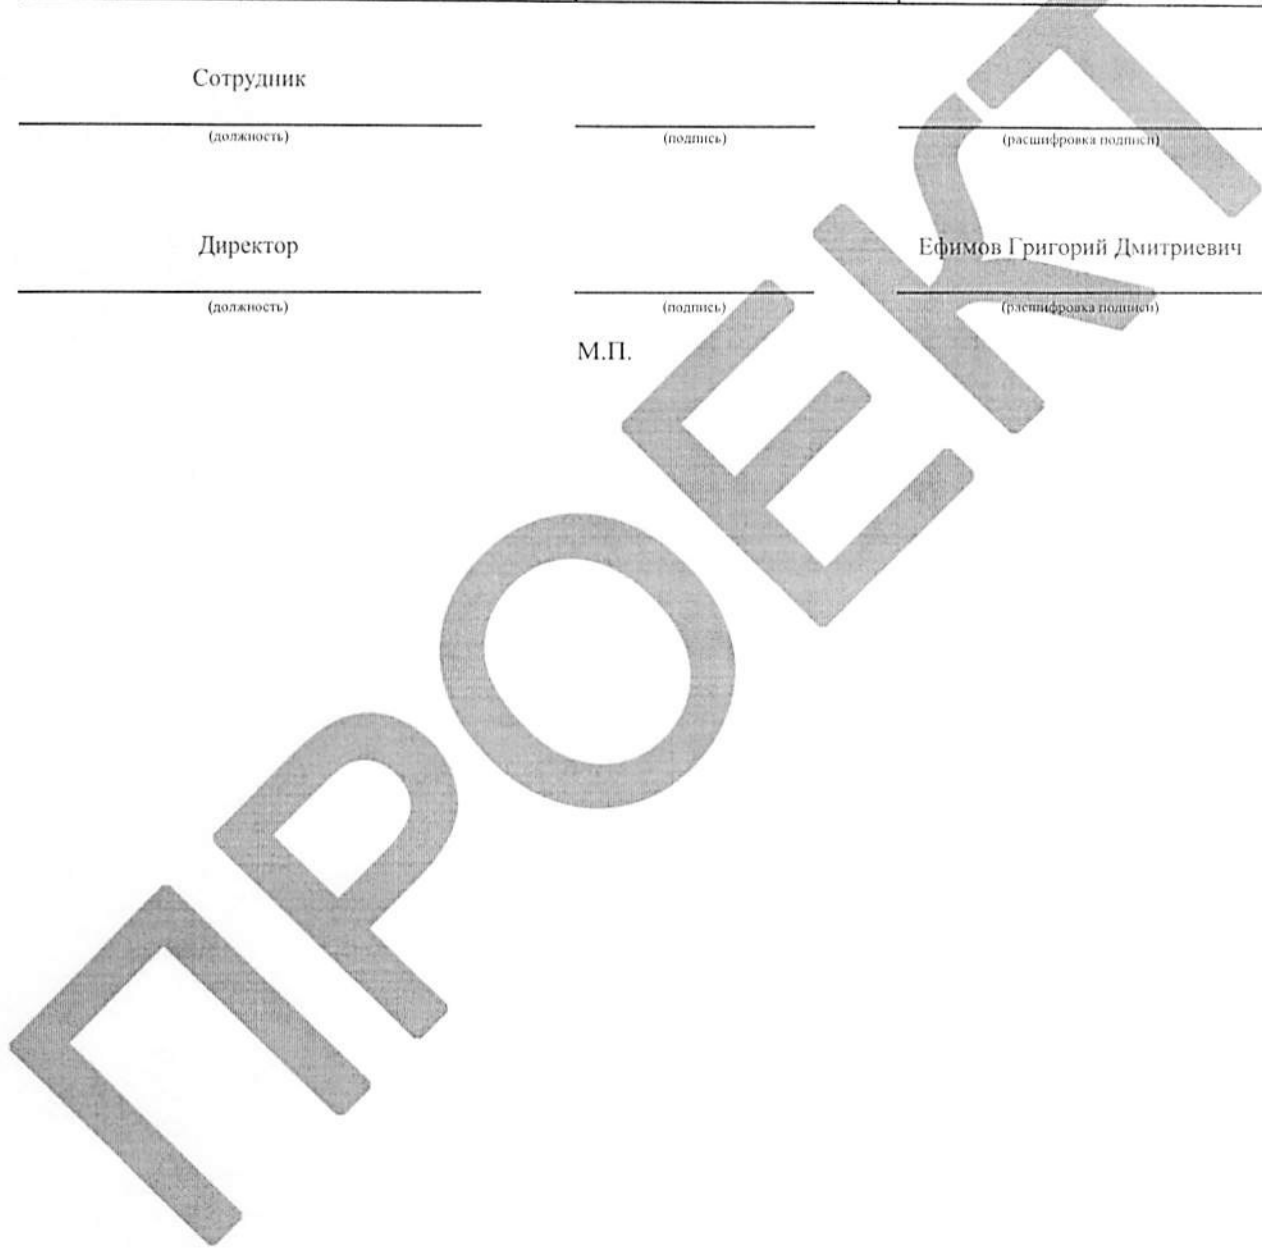 Сотрудник
(должность) (подпись) (расшифровка подписи)
Директор Ефимов Григорий Дмитриевич
(должность) (подпись) (расшифровка подписи)
М.П.
ПРОЕКТ